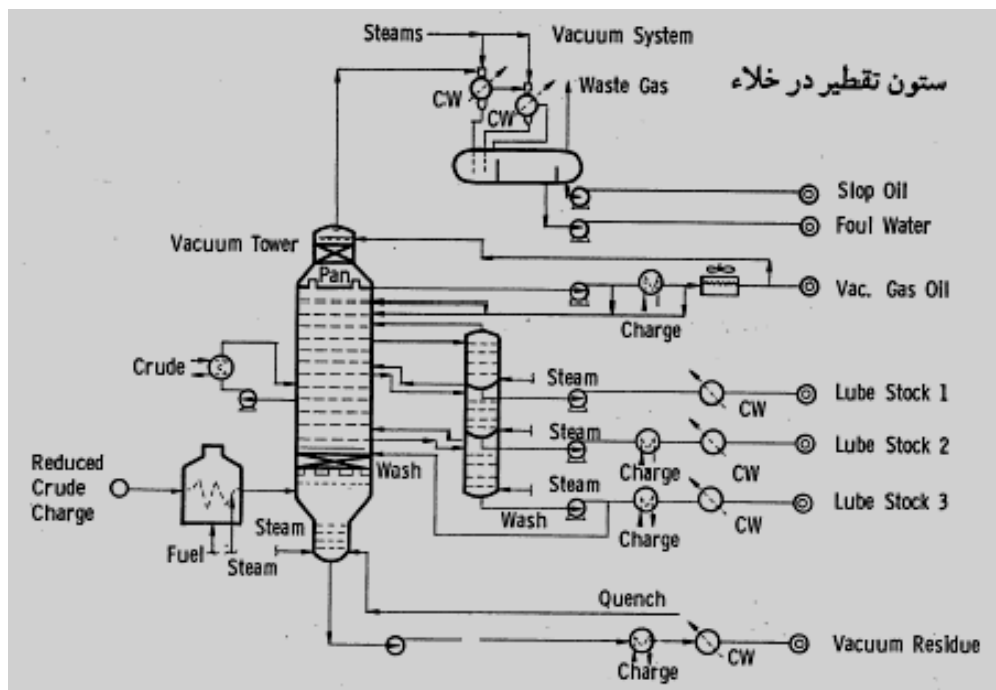 Steams
Vacuum System
ستون تقطیر در خلاء
CW
Waste Gas
CW
Slop Oil
Foul Water
Vacuum Tower
Pan
Vac. Gas Oil
Charge
Crude
Steam
CW
Lube Stock 1
Steam
Lube Stock 2
Charge
CW
Reduced
Crude
Charge
Wash
Steam
Lube Stock 3
Wash
Charge
CW
Steam
Fuel
Steam
Quench
Charge
CW
Vacuum Residue